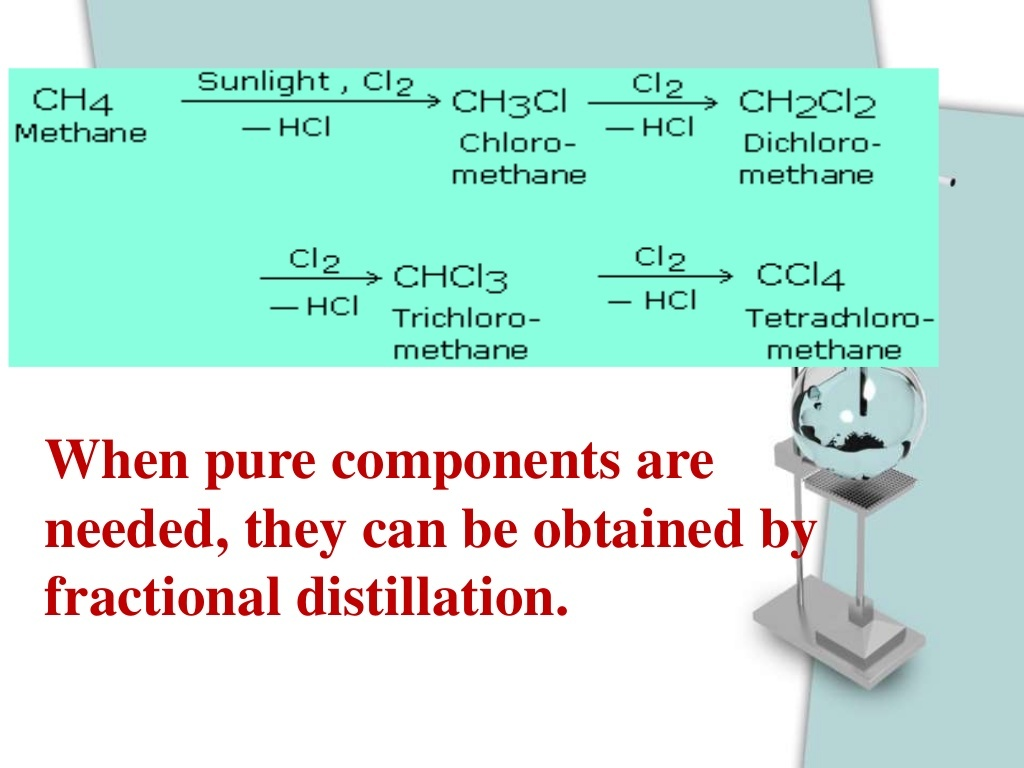 CH4 Sunlight , Cl2 CH3Cl Cl2 CH2Cl2
Methane — HCl — HCl
Chloro- Dichloro-
methane methane
Cl2 CHCl3 Cl2 CCl4
— HCl — HCl
Trichloro- Tetrachloro-
methane methane
When pure components are
needed, they can be obtained by
fractional distillation.